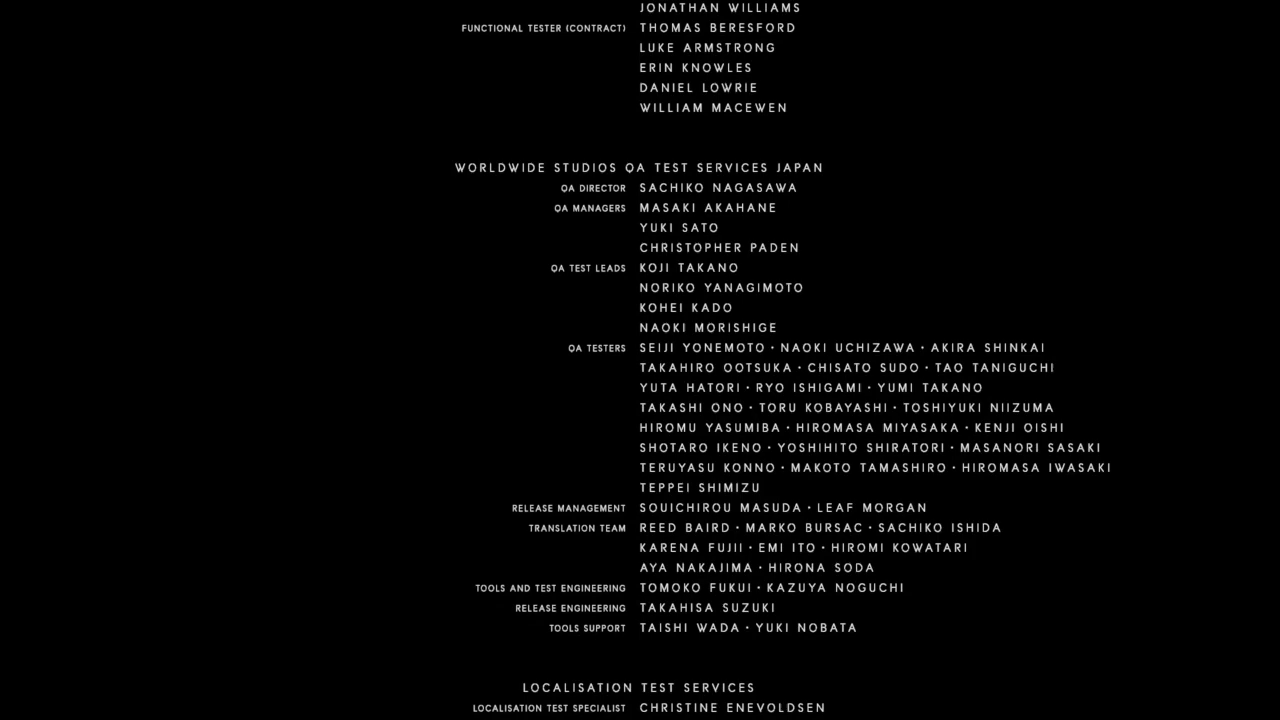 JONATHAN WILLIAMS
FUNCTIONAL TESTER (CONTRACT) THOMAS BERESFORD
LUKE ARMSTRONG
ERIN KNOWLES
DANIEL LOWRIE
WILLIAM MACEWEN
WORLDWIDE STUDIOS QA TEST SERVICES JAPAN
QA DIRECTOR SACHIKO NAGASAWA
QA MANAGERS MASAKI AKAHANE
YUKI SATO
CHRISTOPHER PADEN
QA TEST LEADS KOJI TAKANO
NORIKO YANAGIMOTO
KOHEI KADO
NAOKI MORISHIGE
QA TESTERS SEIJI YONEMOTO • NAOKI UCHIZAWA • AKIRA SHINKAI
TAKAHIRO OOTSUKA • CHISATO SUDO • TAO TANIGUCHI
YUTA HATORI • RYO ISHIGAMI • YUMI TAKANO
TAKASHI ONO • TORU KOBAYASHI • TOSHIYUKI NIIZUMA
HIROMU YASUMIBA • HIROMASA MIYASAKA • KENJI OISHI
SHOTARO IKENO • YOSHIHITO SHIRATORI • MASANORI SASAKI
TERUYASU KONNO • MAKOTO TAMASHIRO • HIROMASA IWASAKI
TEPPEI SHIMIZU
RELEASE MANAGEMENT SOUICHIROU MASUDA • LEAF MORGAN
TRANSLATION TEAM REED BAIRD • MARKO BURSAC • SACHIKO ISHIDA
KARENA FUJII • EMI ITO • HIROMI KOWATARI
AYA NAKAJIMA • HIRONA SODA
TOOLS AND TEST ENGINEERING TOMOKO FUKUI • KAZUYA NOGUCHI
RELEASE ENGINEERING TAKAHISA SUZUKI
TOOLS SUPPORT TAISHI WADA • YUKI NOBATA
LOCALISATION TEST SERVICES
LOCALISATION TEST SPECIALIST CHRISTINE ENEVOLDSEN